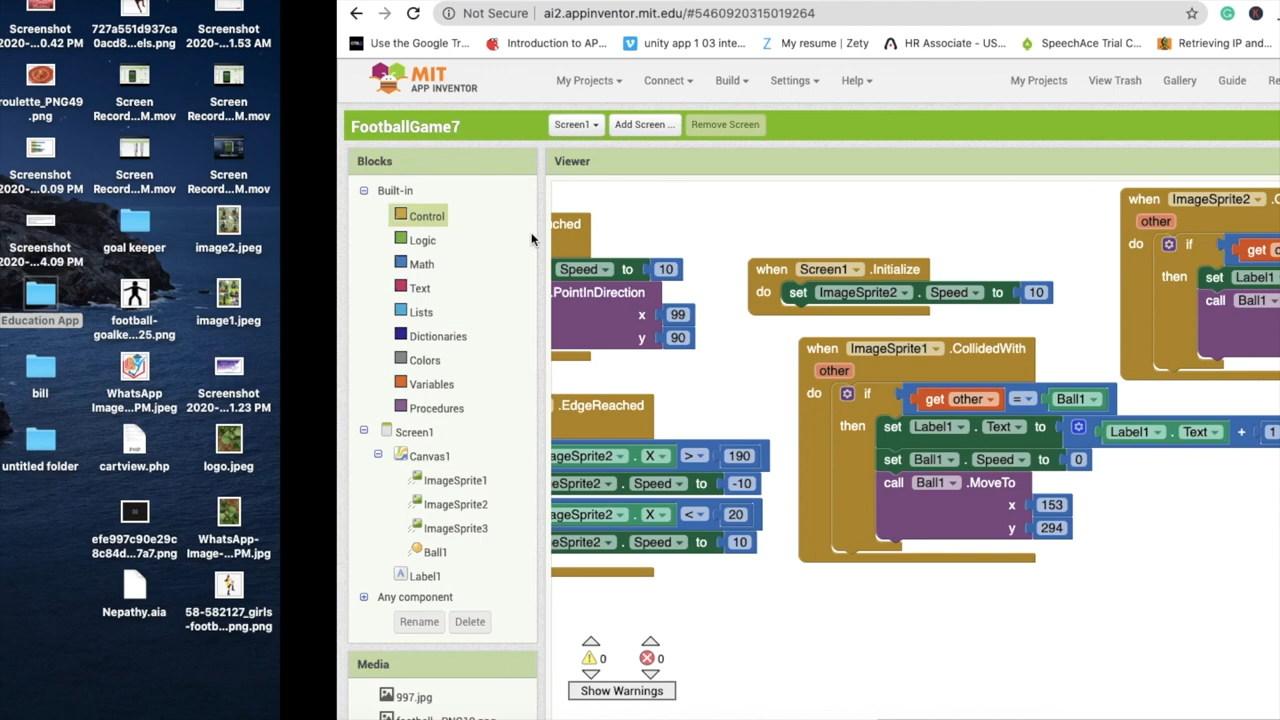 Screenshot
2020-....0.42 PM
727a551d937ca
0acd8...els.png
Screenshot
2020-...1.53 AM
roulette_PNG49
.png
Screen
Record...M.mov
Screen
Recor...M.mov
Screenshot
2020-...0.09 PM
Screen
Record...M.mov
Screen
Recor...M.mov
Screenshot
2020-....4.09 PM
goal keeper
image2.jpeg
Education App
football-
goalke...25.png
image1.jpeg
bill
WhatsApp
Image-...PM.jpeg
Screenshot
2020-...1.23 PM
untitled folder
cartview.php
logo.jpeg
efe997c90e29c
8c84d...7a7.png
WhatsApp-
Image-...PM.jpg
Nepathy.aia
58-582127_girls
-footb...png.png
Not Secure ai2.appinventor.mit.edu/#5460920315019264
Use the Google Tr...
Introduction to AP...
unity app 1 03 inte...
My resume | Zety
HR Associate - US...
SpeechAce Trial C...
Retrieving IP and...
MIT
APP INVENTOR
My Projects
Connect
Build
Settings
Help
My Projects
View Trash
Gallery
Guide
FootballGame7
Screen1
Add Screen ...
Remove Screen
Blocks
Viewer
Built-in
Control
Logic
Math
Text
Lists
Dictionaries
Colors
Variables
Procedures
Screen1
Canvas1
ImageSprite1
ImageSprite2
ImageSprite3
Ball1
Label1
Any component
Rename Delete
Media
997.jpg
ched
Speed to 10
.PointInDirection
x 99
y 90
.EdgeReached
ageSprite2 . X > 190
eSprite2 . Speed to -10
ageSprite2 . X < 20
eSprite2 . Speed to 10
when Screen1 .Initialize
do set ImageSprite2 . Speed to 10
when ImageSprite1 .CollidedWith
other
do if get other = Ball1
then set Label1 . Text to Label1 . Text + 1
set Ball1 . Speed to 0
call Ball1 .MoveTo
x 153
y 294
when ImageSprite2 .C
other
do if get o
then set Label1
call Ball1
0 0
Show Warnings